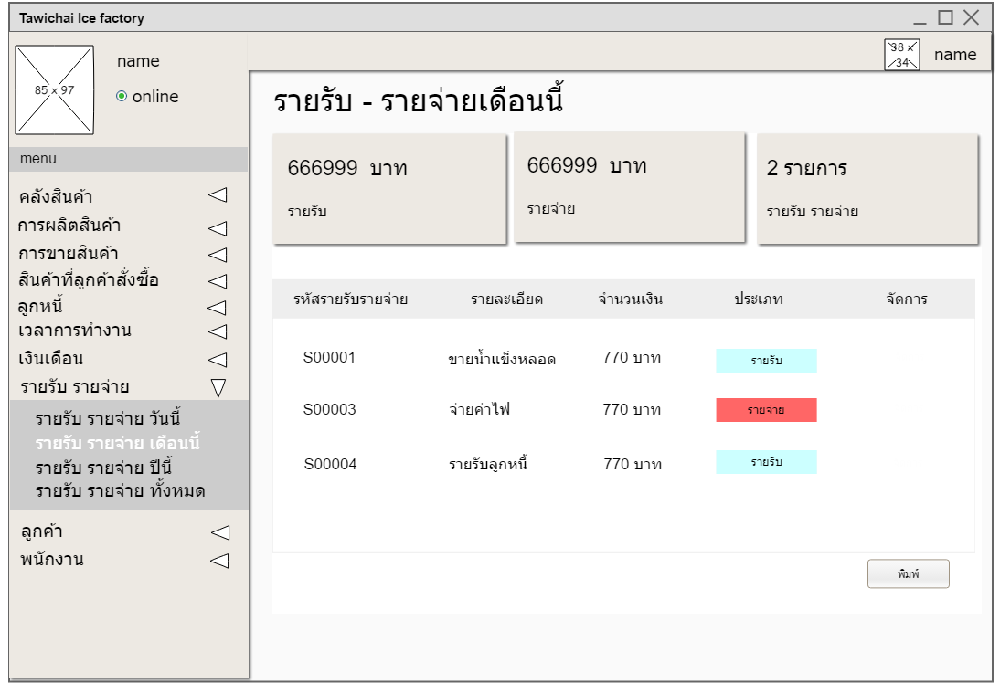 Tawichai Ice factory
85 x 97
name
online
38 x 34
name
menu
คลังสินค้า
การผลิตสินค้า
การขายสินค้า
สินค้าที่ลูกค้าสั่งซื้อ
ลูกหนี้
เวลาการทำงาน
เงินเดือน
รายรับ รายจ่าย
รายรับ รายจ่าย วันนี้
รายรับ รายจ่าย เดือนนี้
รายรับ รายจ่าย ปีนี้
รายรับ รายจ่าย ทั้งหมด
ลูกค้า
พนักงาน
รายรับ - รายจ่ายเดือนนี้
666999 บาท
รายรับ
666999 บาท
รายจ่าย
2 รายการ
รายรับ รายจ่าย
รหัสรายรับรายจ่าย รายละเอียด จำนวนเงิน ประเภท จัดการ
S00001 ขายน้ำแข็งหลอด 770 บาท รายรับ
S00003 จ่ายค่าไฟ 770 บาท รายจ่าย
S00004 รายรับลูกหนี้ 770 บาท รายรับ
พิมพ์